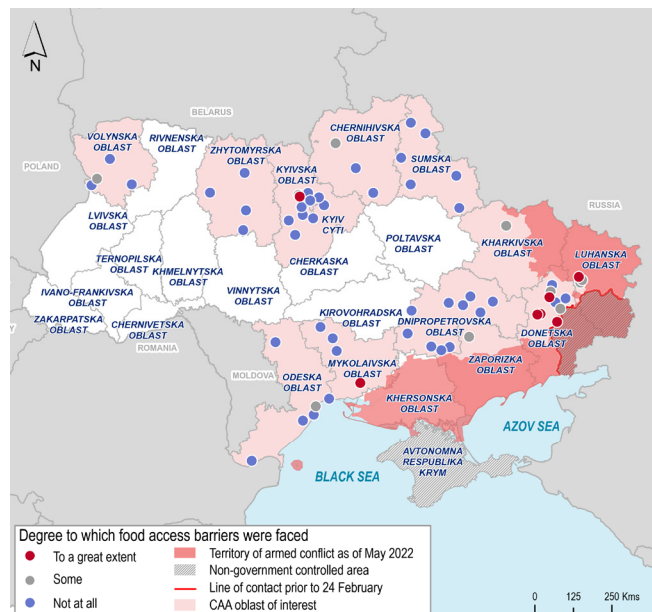 N
BELARUS
VOLYNSKA
OBLAST
RIVNENSKA
OBLAST
CHERNIHIVSKA
OBLAST
ZHYTOMYRSKA
OBLAST
SUMSKA
OBLAST
POLAND
KYIVSKA
OBLAST
RUSSIA
LVIVSKA
OBLAST
KYIV
CYTI
POLTAVSKA
OBLAST
KHARKIVSKA
OBLAST
LUHANSKA
OBLAST
TERNOPILSKA
OBLAST
KHMELNYTSKA
OBLAST
CHERKASKA
OBLAST
IVANO-FRANKIVSKA
OBLAST
VINNYTSKA
OBLAST
ZAKARPATSKA
OBLAST
CHERNIVETSKA
OBLAST
KIROVOHRADSKA
OBLAST
DNIPROPETROVSKA
OBLAST
DONETSKA
OBLAST
Y
ROMANIA
MOLDOVA
ODESKA
OBLAST
MYKOLAIVSKA
OBLAST
ZAPORIZKA
OBLAST
KHERSONSKA
OBLAST
AZOV SEA
AVTONOMNA
RESPUBLIKA
KRYM
BLACK SEA
Degree to which food access barriers were faced
To a great extent
Some
Not at all
Territory of armed conflict as of May 2022
Non-government controlled area
Line of contact prior to 24 February
CAA oblast of interest
0 125 250 Kms